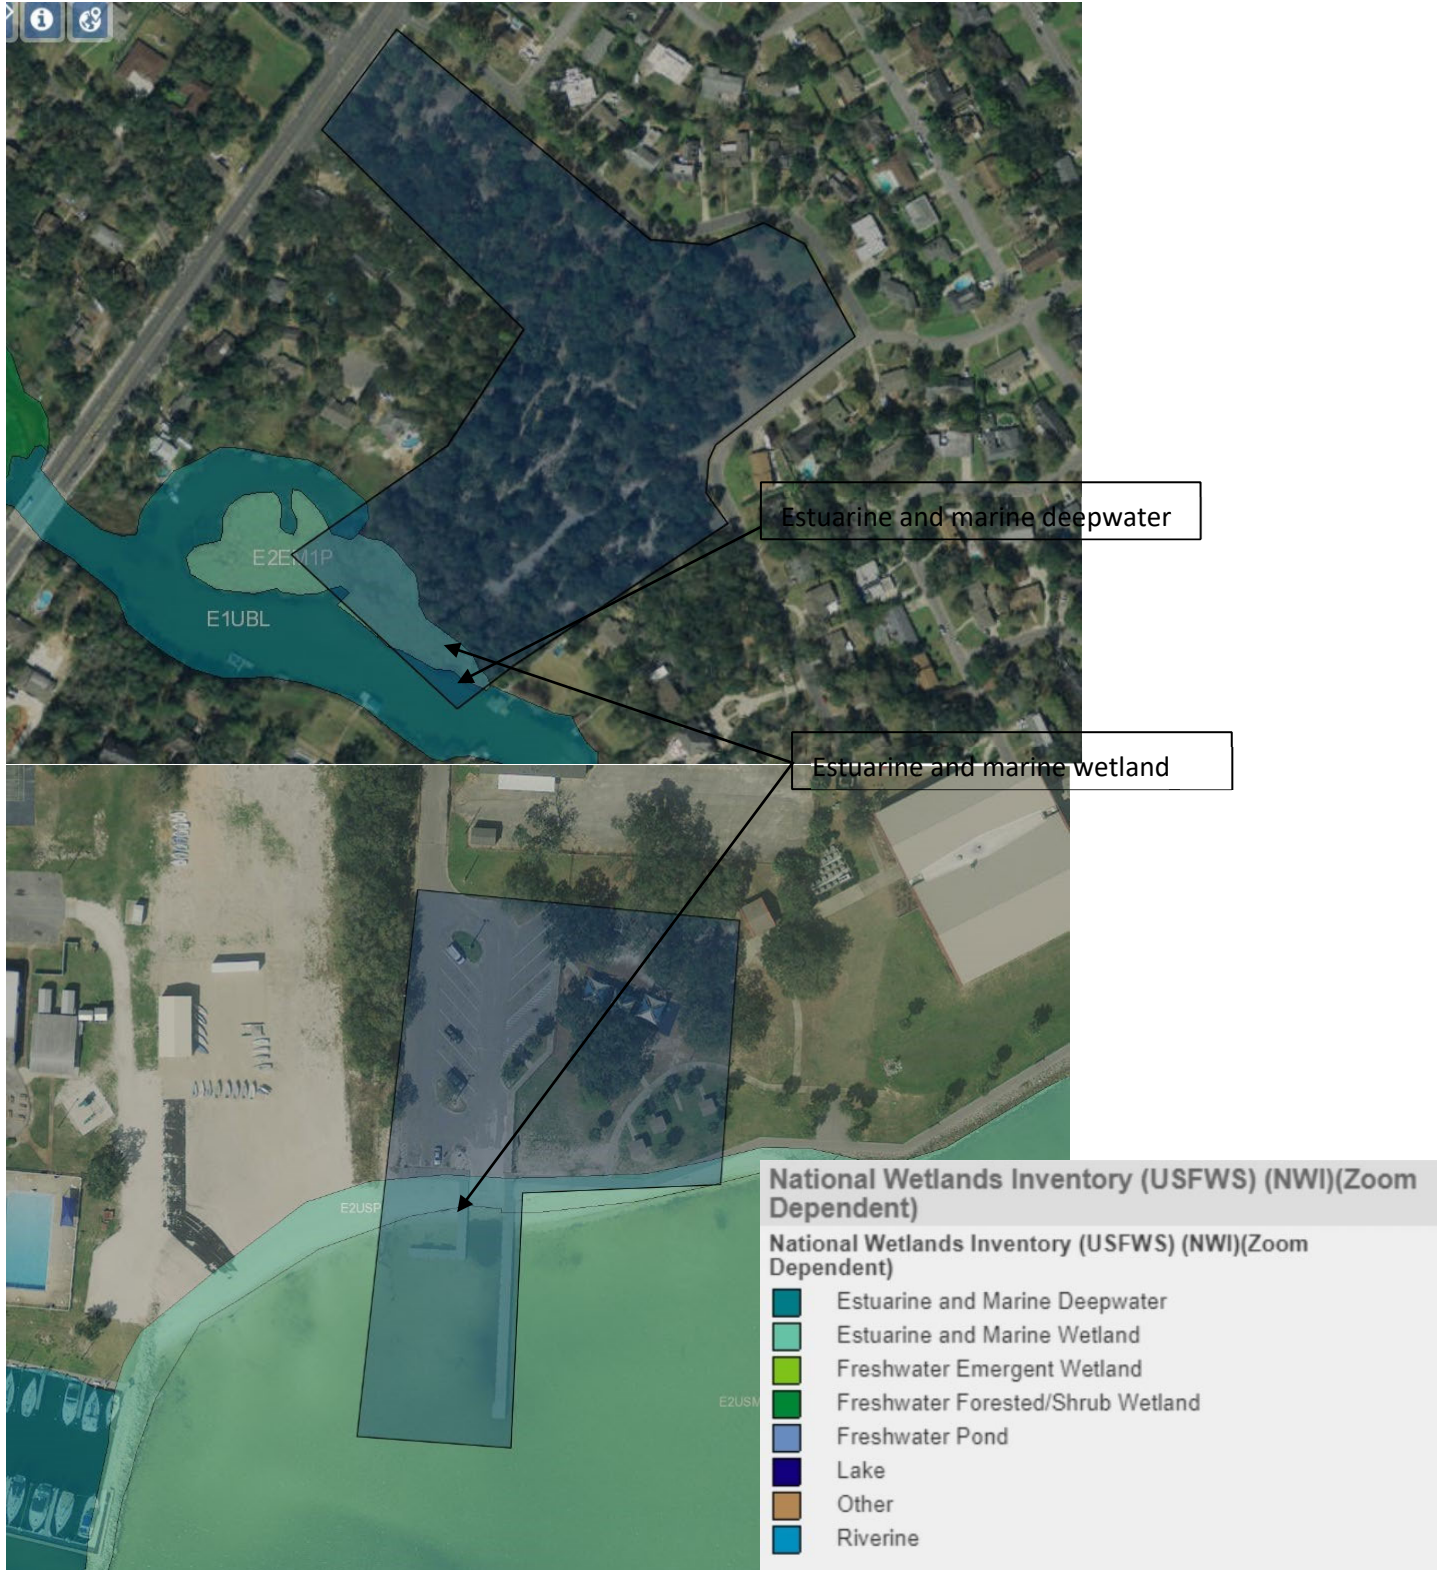 E2EM1P
E1UBL
Estuarine and marine deepwater
Estuarine and marine wetland
E2USP
E2USM
National Wetlands Inventory (USFWS) (NWI)(Zoom
Dependent)
National Wetlands Inventory (USFWS) (NWI)(Zoom
Dependent)
Estuarine and Marine Deepwater
Estuarine and Marine Wetland
Freshwater Emergent Wetland
Freshwater Forested/Shrub Wetland
Freshwater Pond
Lake
Other
Riverine